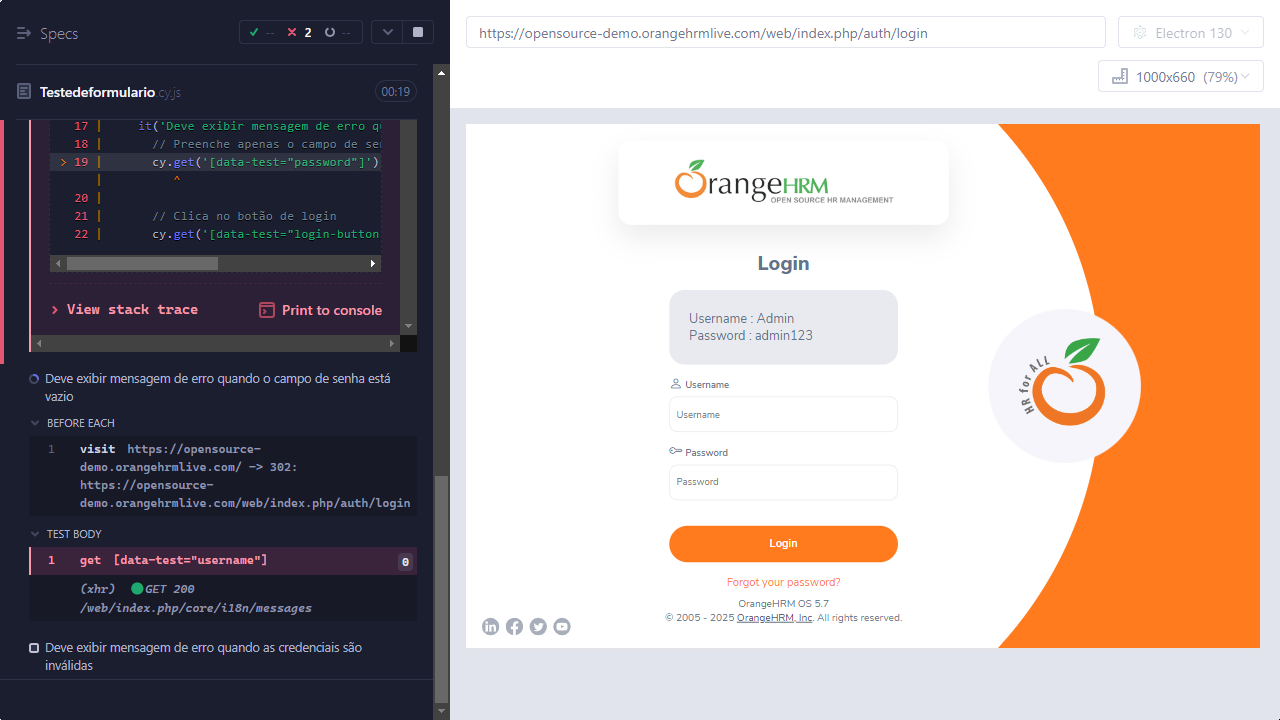 Specs
--
2
--
https://opensource-demo.orangehrmlive.com/web/index.php/auth/login
Electron 130
1000x660 (79%)
Testedeformulario.cy.js
00:19
17 | it('Deve exibir mensagem de erro qu
18 | // Preenche apenas o campo de sen
> 19 | cy.get('[data-test="password"]')
| ^
20 |
21 | // Clica no botão de login
22 | cy.get('[data-test="login-button
> View stack trace
Print to console
Deve exibir mensagem de erro quando o campo de senha está
vazio
BEFORE EACH
1 visit https://opensource-
demo.orangehrmlive.com/ -> 302:
https://opensource-
demo.orangehrmlive.com/web/index.php/auth/login
TEST BODY
1 get [data-test="username"] 0
(xhr) GET 200
/web/index.php/core/i18n/messages
Deve exibir mensagem de erro quando as credenciais são
inválidas
OrangeHRM
OPEN SOURCE HR MANAGEMENT
Login
Username : Admin
Password : admin123
Username
Username
Password
Password
Login
Forgot your password?
OrangeHRM OS 5.7
© 2005 - 2025 OrangeHRM, Inc. All rights reserved.
HR for ALL